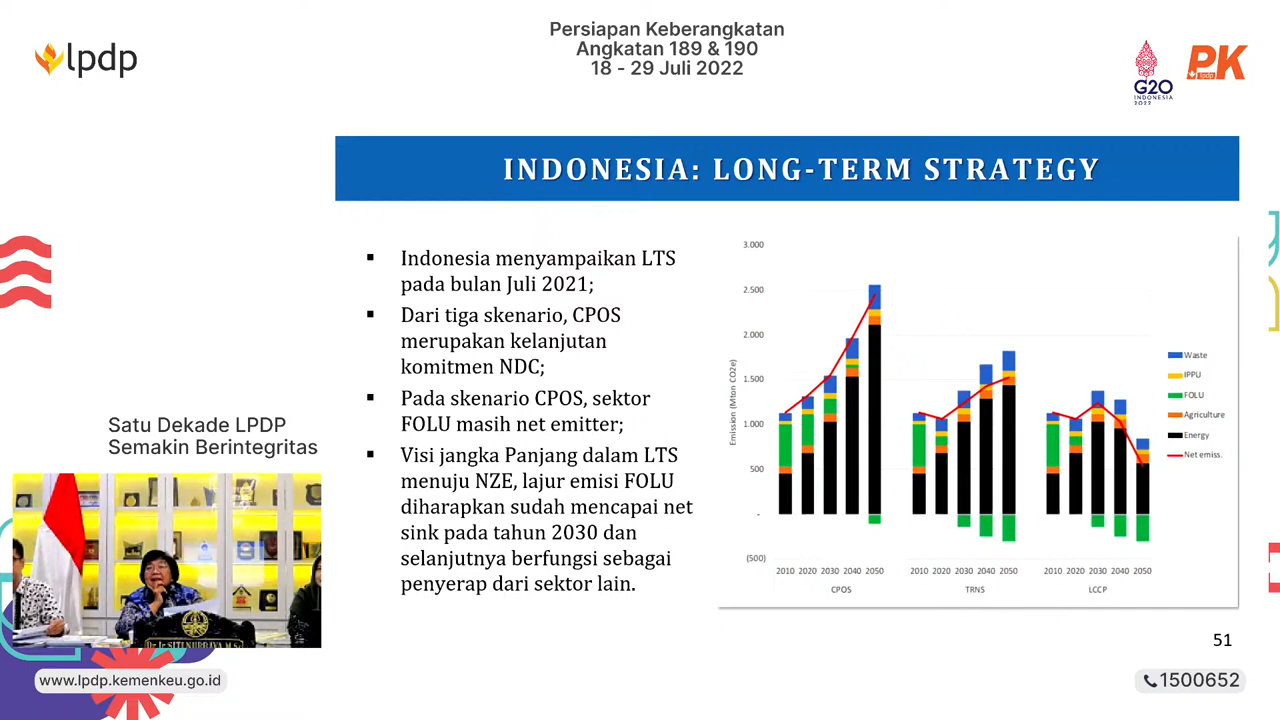 lpdp
Persiapan Keberangkatan
Angkatan 189 & 190
18 - 29 Juli 2022
G20
INDONESIA
2022
PK
lpdp
INDONESIA: LONG-TERM STRATEGY
▪ Indonesia menyampaikan LTS
pada bulan Juli 2021;
▪ Dari tiga skenario, CPOS
merupakan kelanjutan
komitmen NDC;
▪ Pada skenario CPOS, sektor
FOLU masih net emitter;
▪ Visi jangka Panjang dalam LTS
menuju NZE, lajur emisi FOLU
diharapkan sudah mencapai net
sink pada tahun 2030 dan
selanjutnya berfungsi sebagai
penyerap dari sektor lain.
Emission (Mton CO2e)
3.000
2.500
2.000
1.500
1.000
500
-
(500)
2010 2020 2030 2040 2050 2010 2020 2030 2040 2050 2010 2020 2030 2040 2050
CPOS TRNS LCCP
Waste
IPPU
FOLU
Agriculture
Energy
Net emiss.
Satu Dekade LPDP
Semakin Berintegritas
Dr. Ir. SITI NURBAYA, M.Sc
51
www.lpdp.kemenkeu.go.id
1500652